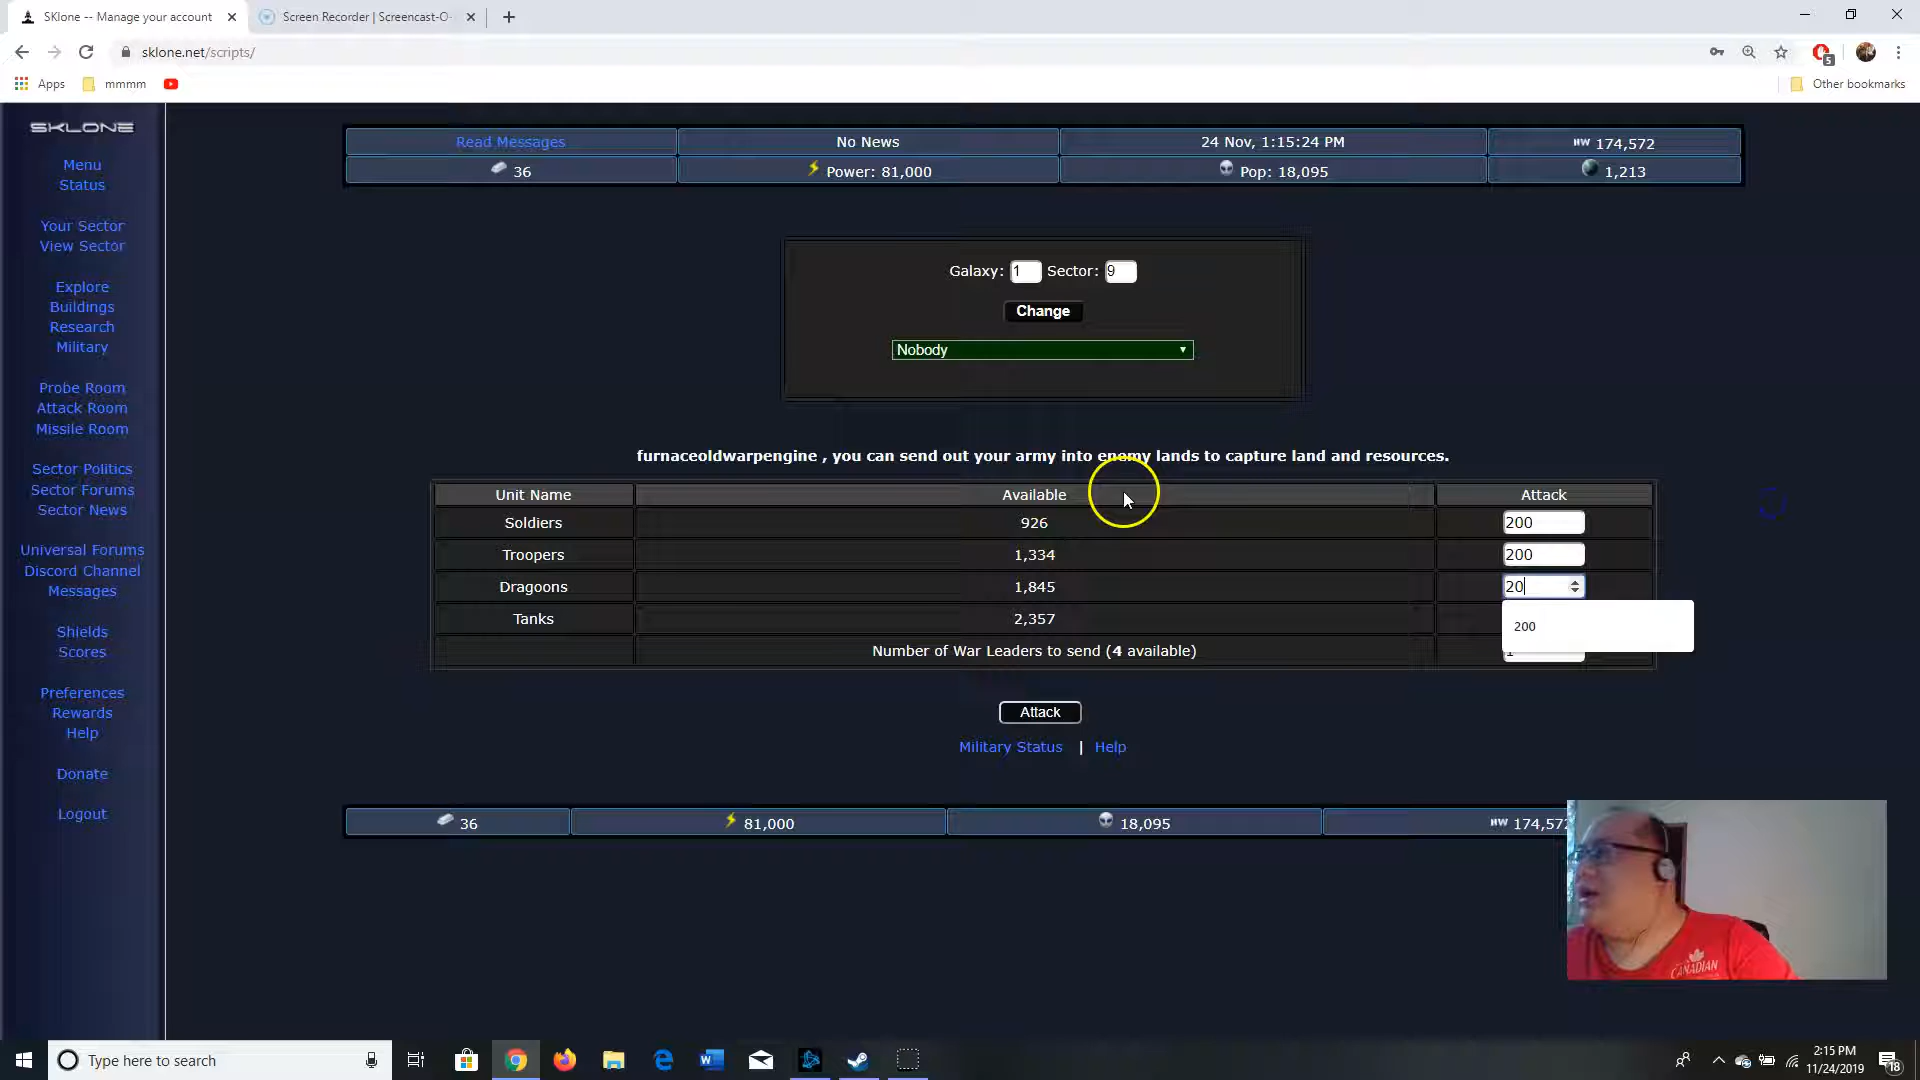 SKlone -- Manage your account
Screen Recorder | Screencast-O-
sklone.net/scripts/
5
Apps
mmmm
Other bookmarks
SKLONE
Menu
Status
Your Sector
View Sector
Explore
Buildings
Research
Military
Probe Room
Attack Room
Missile Room
Sector Politics
Sector Forums
Sector News
Universal Forums
Discord Channel
Messages
Shields
Scores
Preferences
Rewards
Help
Donate
Logout
Read Messages No News 24 Nov, 1:15:24 PM NW 174,572
36 Power: 81,000 Pop: 18,095 1,213
Galaxy: 1 Sector: 9
Change
Nobody
furnaceoldwarpengine , you can send out your army into enemy lands to capture land and resources.
Unit Name Available Attack
Soldiers 926 200
Troopers 1,334 200
Dragoons 1,845 20
Tanks 2,357
200
Number of War Leaders to send (4 available)
Attack
Military Status | Help
36 81,000 18,095 NW 174,572
CANADIAN
Type here to search
2:15 PM
11/24/2019
18